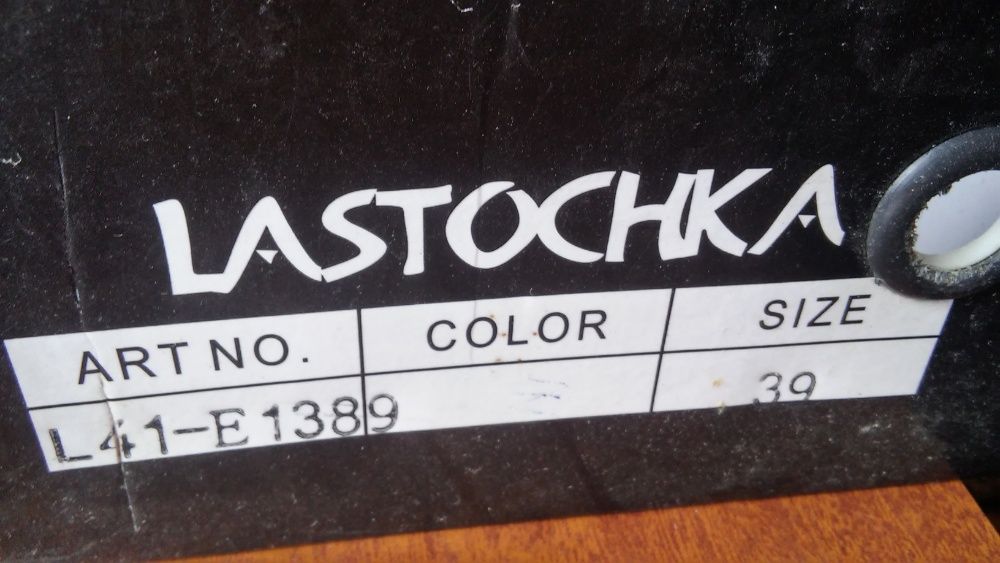 LASTOCHKA
ART NO. COLOR SIZE
L41-E1389 39